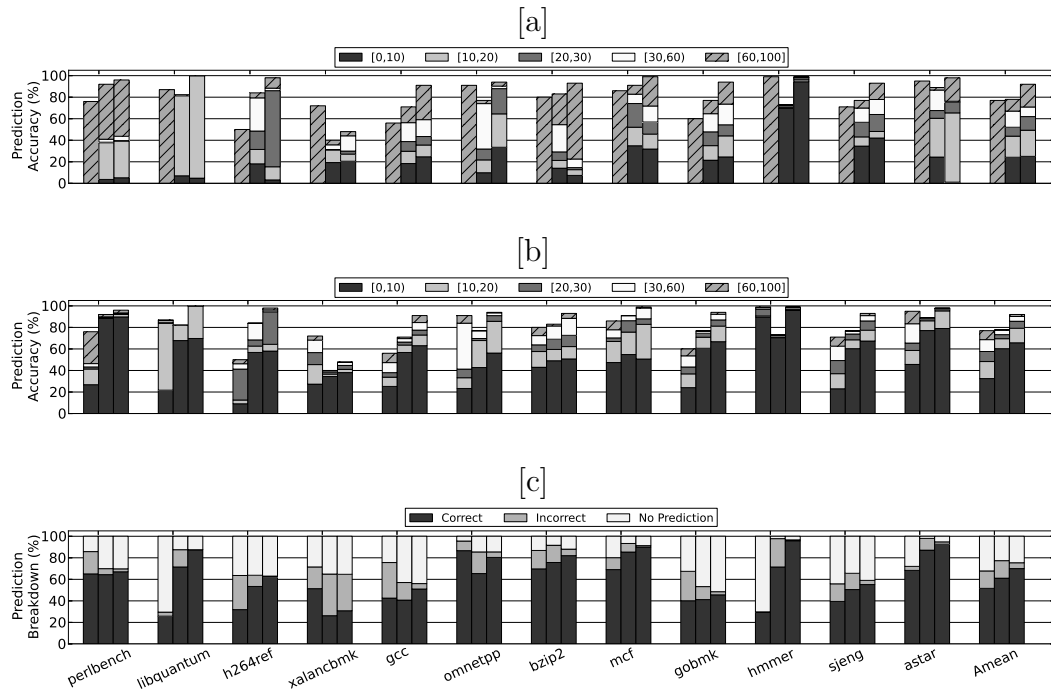 [a]
[0,10) [10,20) [20,30) [30,60) [60,100]
100
80
60
40
20
0
Prediction
Accuracy (%)
[b]
[0,10) [10,20) [20,30) [30,60) [60,100]
100
80
60
40
20
0
Prediction
Accuracy (%)
[c]
Correct Incorrect No Prediction
100
80
60
40
20
0
Prediction
Breakdown (%)
perlbench libquantum h264ref xalancbmk gcc omnetpp bzip2 mcf gobmk hmmer sjeng astar Amean